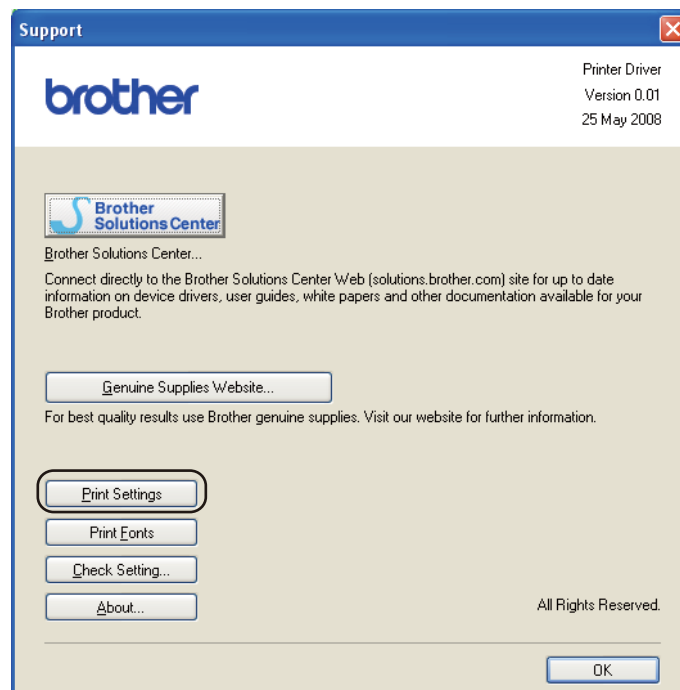 Support
brother
Printer Driver
Version 0.01
25 May 2008
Brother
Solutions Center
Brother Solutions Center...
Connect directly to the Brother Solutions Center Web (solutions.brother.com) site for up to date
information on device drivers, user guides, white papers and other documentation available for your
Brother product.
Genuine Supplies Website...
For best quality results use Brother genuine supplies. Visit our website for further information.
Print Settings
Print Fonts
Check Setting...
About...
All Rights Reserved.
OK